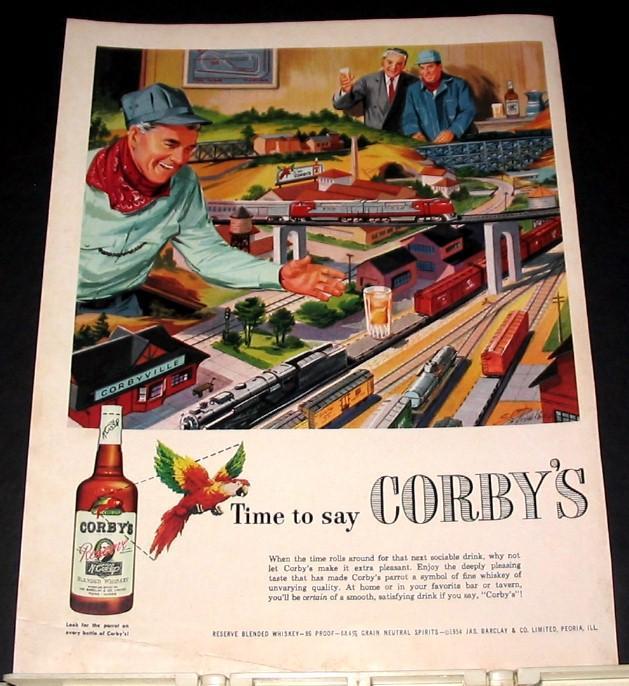 CORBY'S
CORBYVILLE
CORBY'S
Reserve
BLENDED WHISKEY
Time to say CORBY'S
When the time rolls around for that next sociable drink, why not
let Corby's make it extra pleasant. Enjoy the deeply pleasing
taste that has made Corby's parrot a symbol of fine whiskey of
unvarying quality. At home or in your favorite bar or tavern,
you'll be certain of a smooth, satisfying drink if you say, "Corby's"!
Look for the parrot on
every bottle of Corby's!
RESERVE BLENDED WHISKEY—86 PROOF—68.4% GRAIN NEUTRAL SPIRITS—©1954 JAS. BARCLAY & CO. LIMITED, PEORIA, ILL.